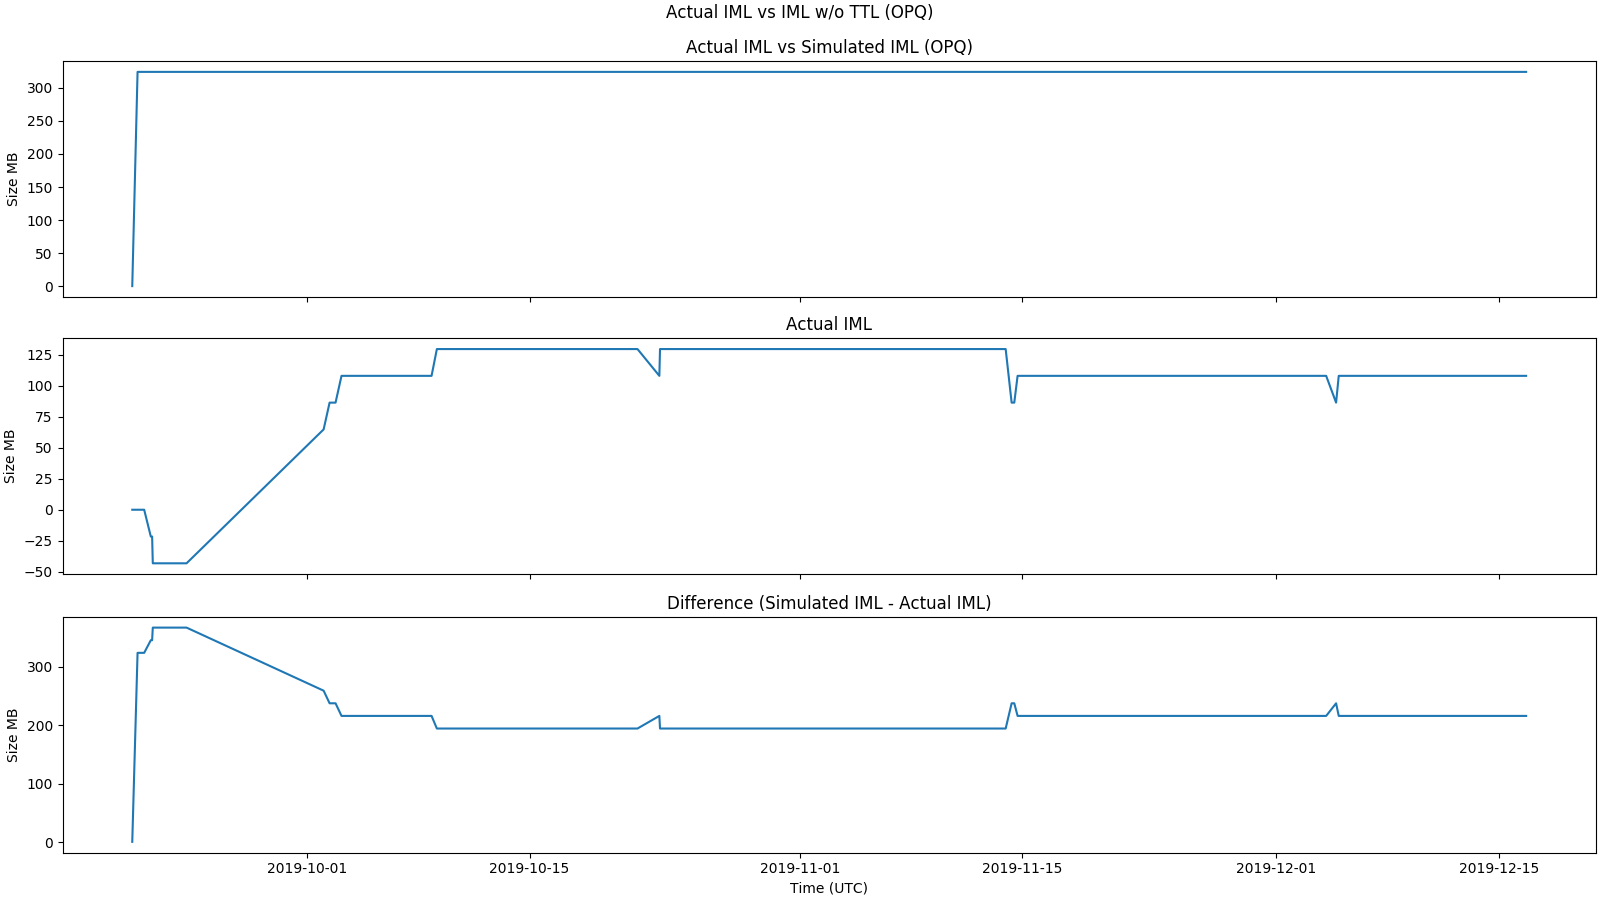 Actual IML vs IML w/o TTL (OPQ)
Actual IML vs Simulated IML (OPQ)
300
250
200
150
100
50
0
Size MB
Actual IML
125
100
75
50
25
0
−25
−50
Size MB
Difference (Simulated IML - Actual IML)
300
200
100
0
Size MB
2019-10-01 2019-10-15 2019-11-01 2019-11-15 2019-12-01 2019-12-15
Time (UTC)